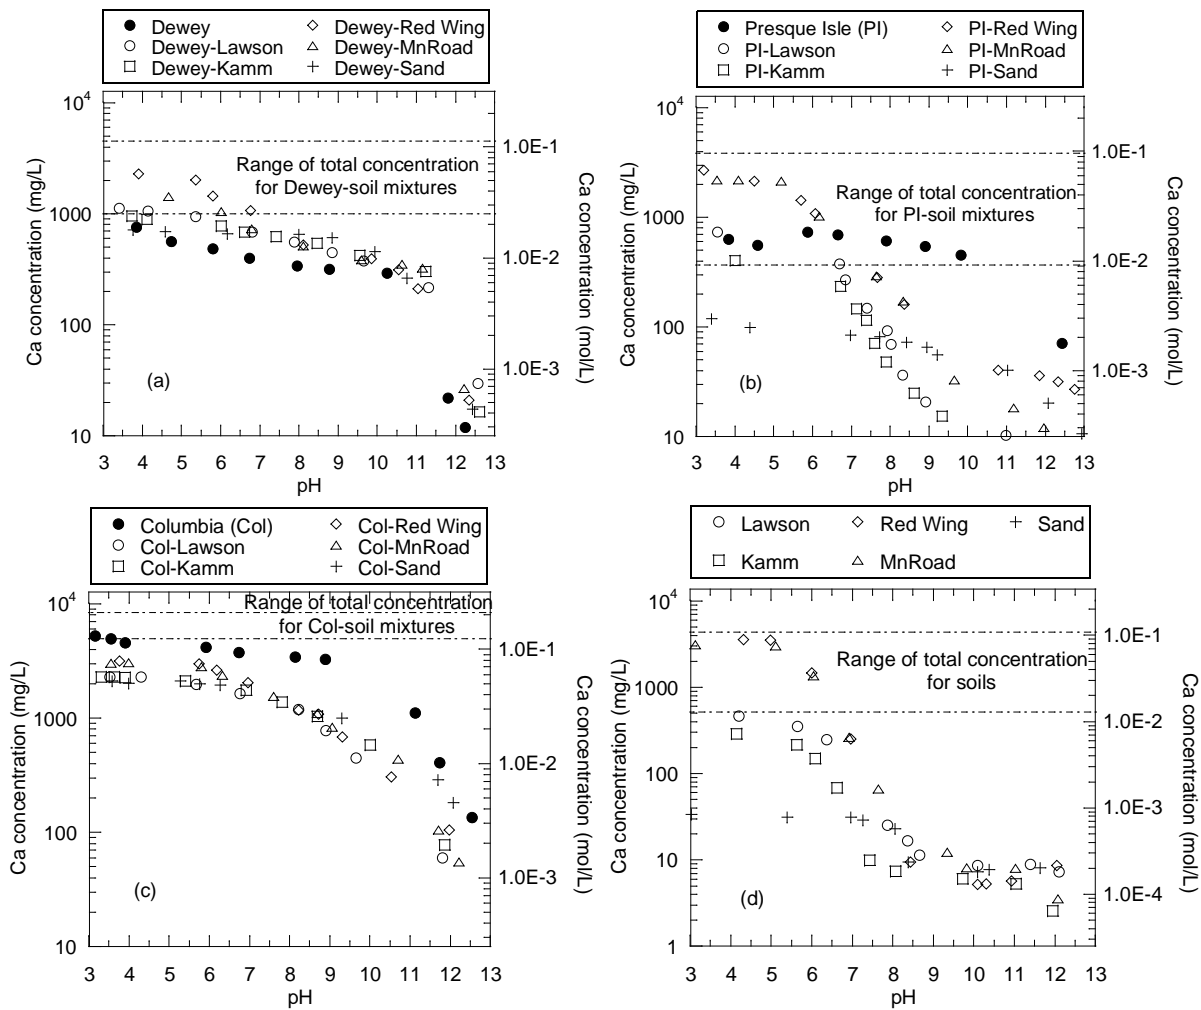 Dewey
Dewey-Lawson
Dewey-Kamm
Dewey-Red Wing
Dewey-MnRoad
Dewey-Sand
Ca concentration (mg/L)
10^4
1000
100
10
Range of total concentration
for Dewey-soil mixtures
(a)
1.0E-1
1.0E-2
1.0E-3
Ca concentration (mol/L)
3 4 5 6 7 8 9 10 11 12 13
pH
Presque Isle (PI)
PI-Lawson
PI-Kamm
PI-Red Wing
PI-MnRoad
PI-Sand
Ca concentration (mg/L)
10^4
1000
100
10
Range of total concentration
for PI-soil mixtures
(b)
1.0E-1
1.0E-2
1.0E-3
Ca concentration (mol/L)
3 4 5 6 7 8 9 10 11 12 13
pH
Columbia (Col)
Col-Lawson
Col-Kamm
Col-Red Wing
Col-MnRoad
Col-Sand
Ca concentration (mg/L)
10^4
1000
100
10
Range of total concentration
for Col-soil mixtures
(c)
1.0E-1
1.0E-2
1.0E-3
Ca concentration (mol/L)
3 4 5 6 7 8 9 10 11 12 13
pH
Lawson
Red Wing
Sand
Kamm
MnRoad
Ca concentration (mg/L)
10^4
1000
100
10
1
Range of total concentration
for soils
(d)
1.0E-1
1.0E-2
1.0E-3
1.0E-4
Ca concentration (mol/L)
3 4 5 6 7 8 9 10 11 12 13
pH